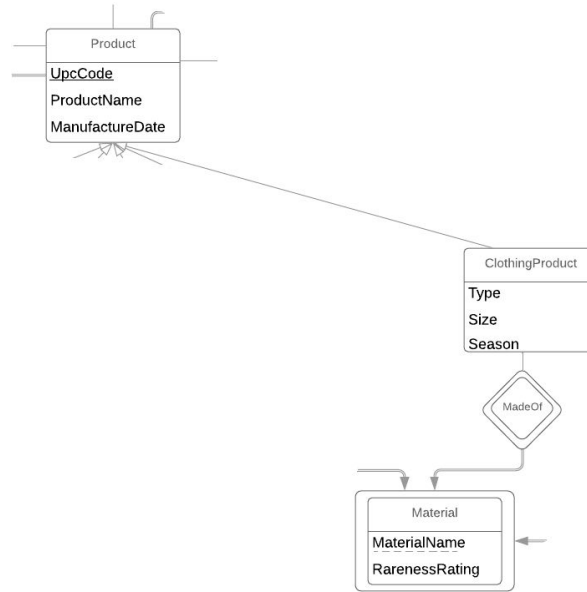 Product
UpcCode
ProductName
ManufactureDate
ClothingProduct
Type
Size
Season
MadeOf
Material
MaterialName
RarenessRating